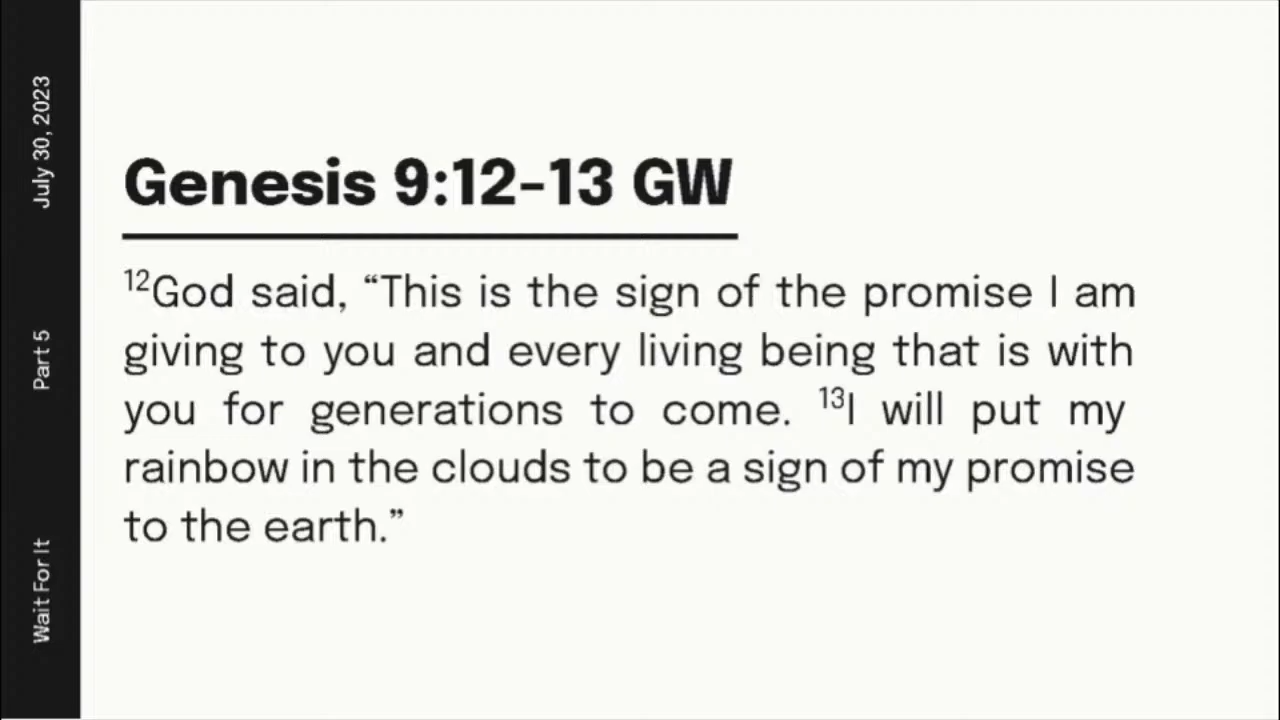 July 30, 2023
Part 5
Wait For It
Genesis 9:12-13 GW
¹²God said, “This is the sign of the promise I am
giving to you and every living being that is with
you for generations to come. ¹³I will put my
rainbow in the clouds to be a sign of my promise
to the earth.”